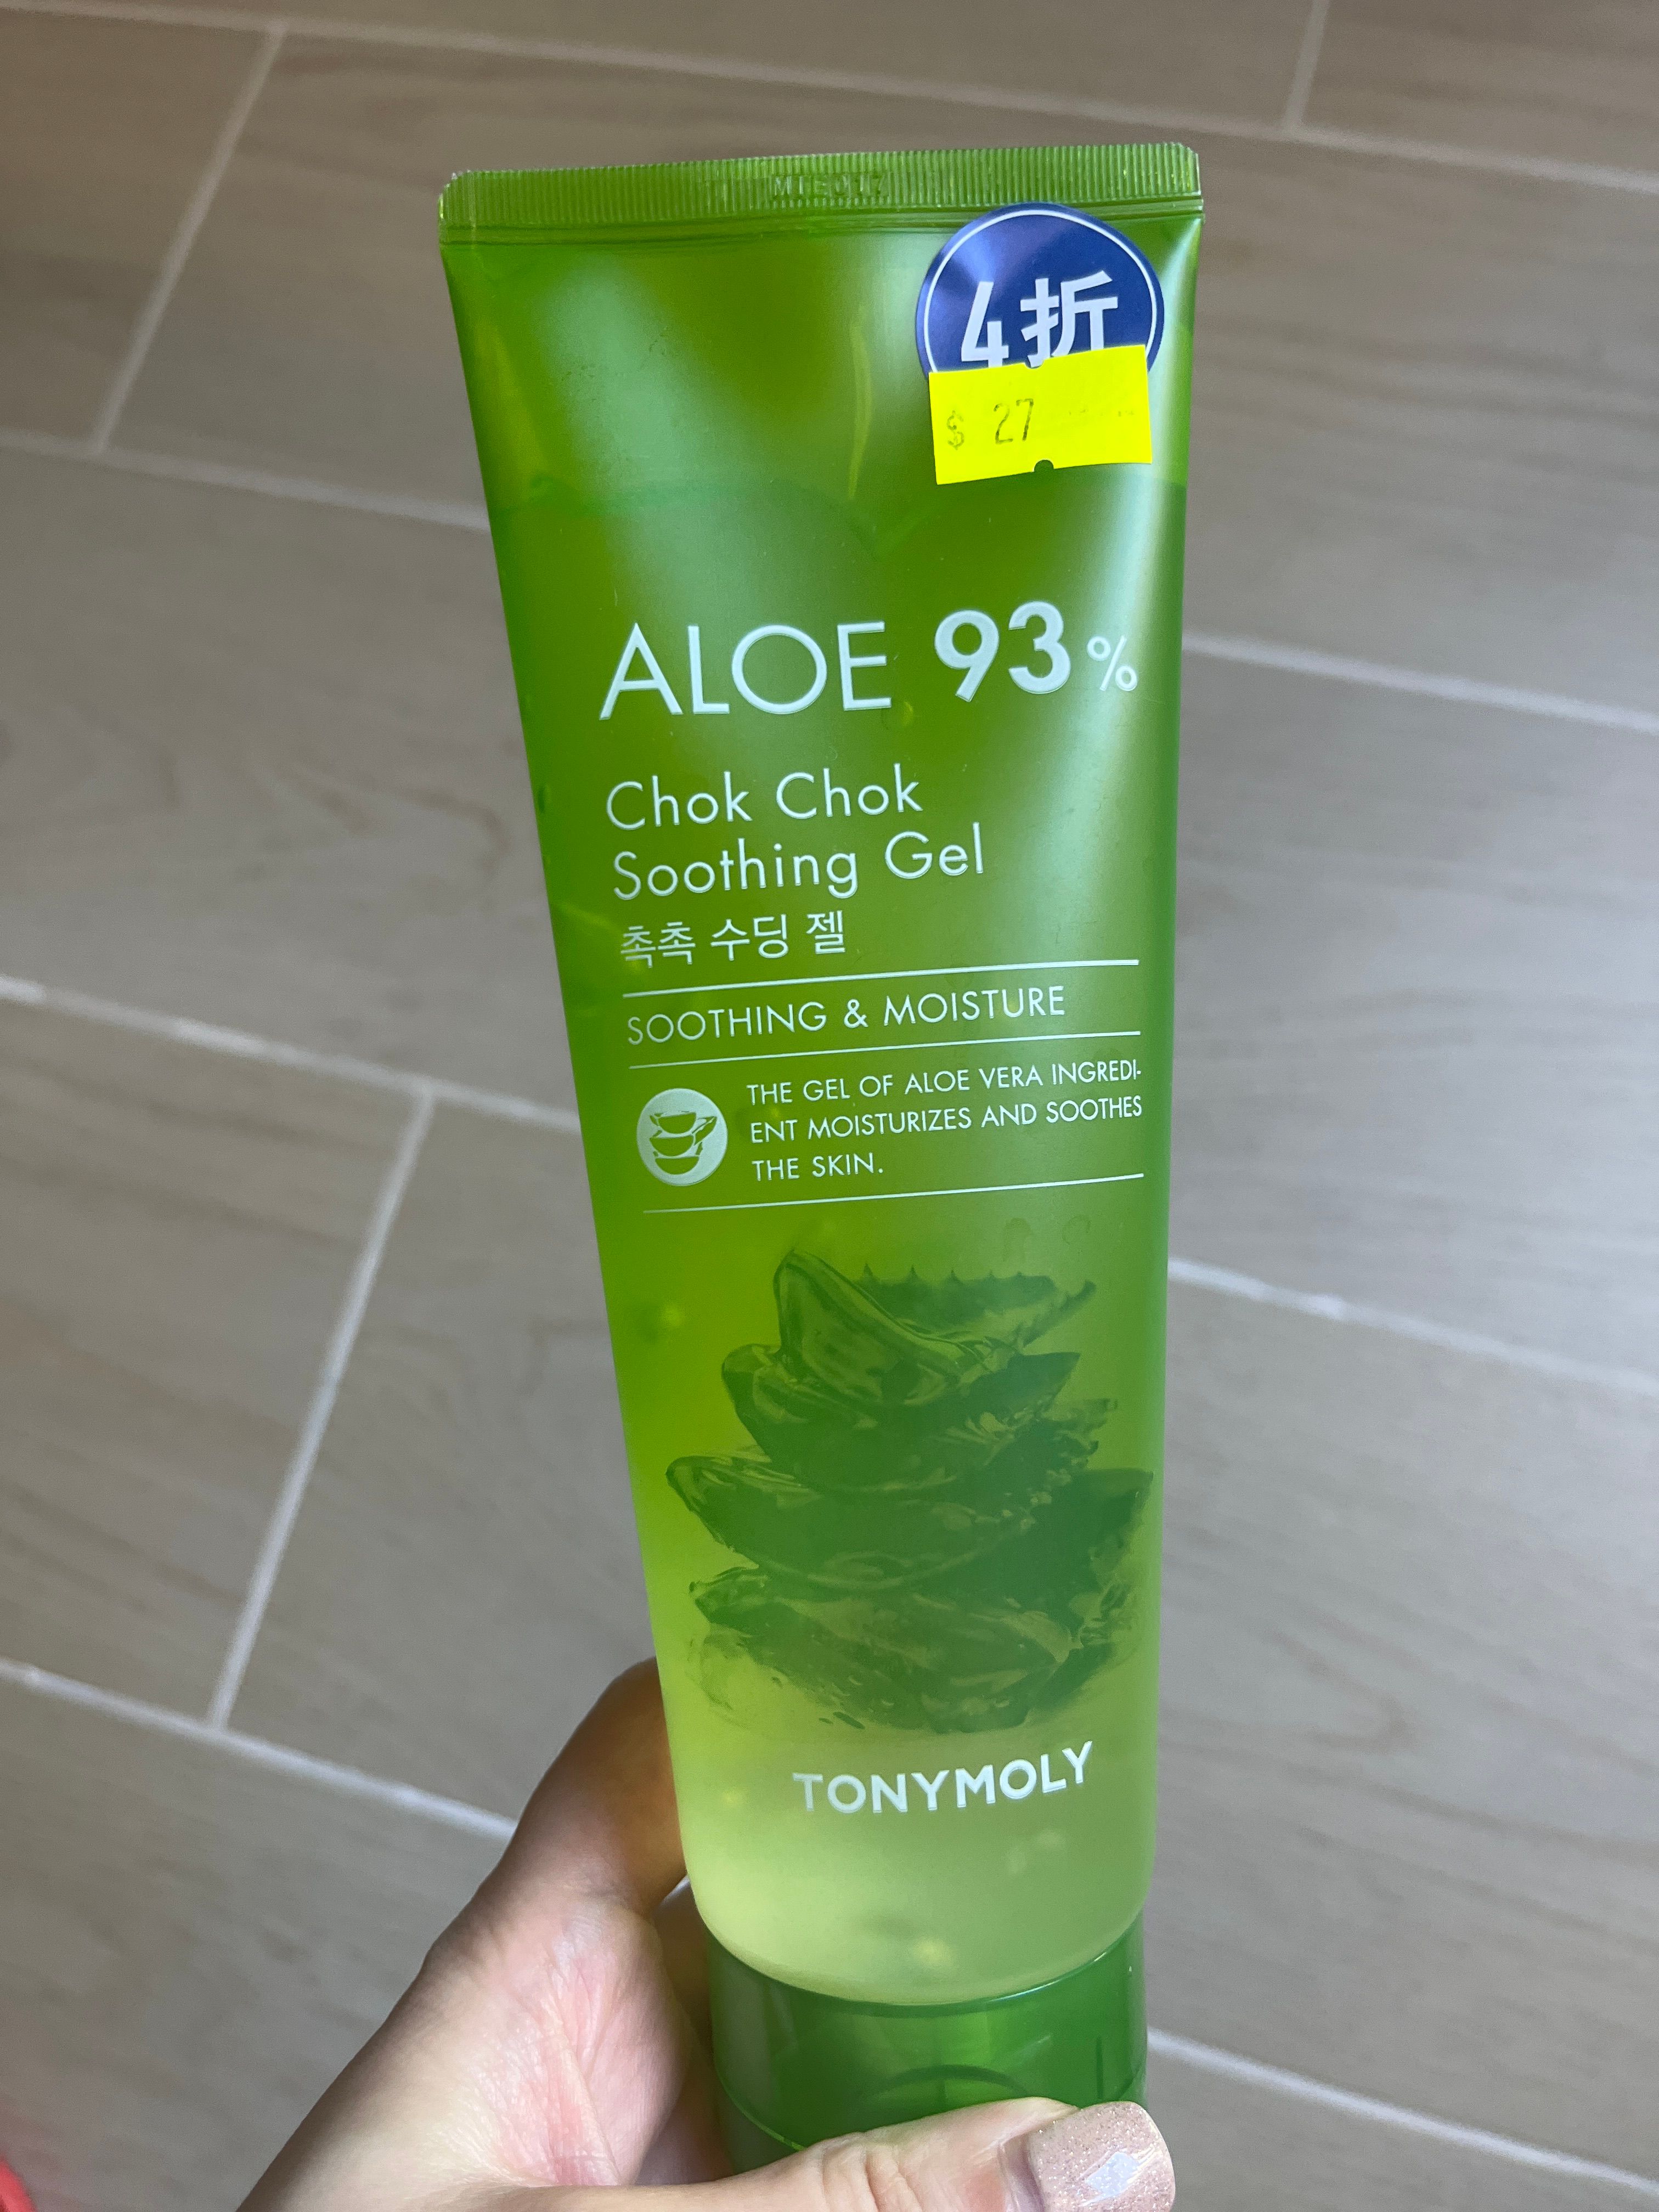 4折
$ 27
ALOE 93%
Chok Chok
Soothing Gel
촉촉 수딩 젤
SOOTHING & MOISTURE
THE GEL OF ALOE VERA INGREDI-
ENT MOISTURIZES AND SOOTHES
THE SKIN.
TONYMOLY